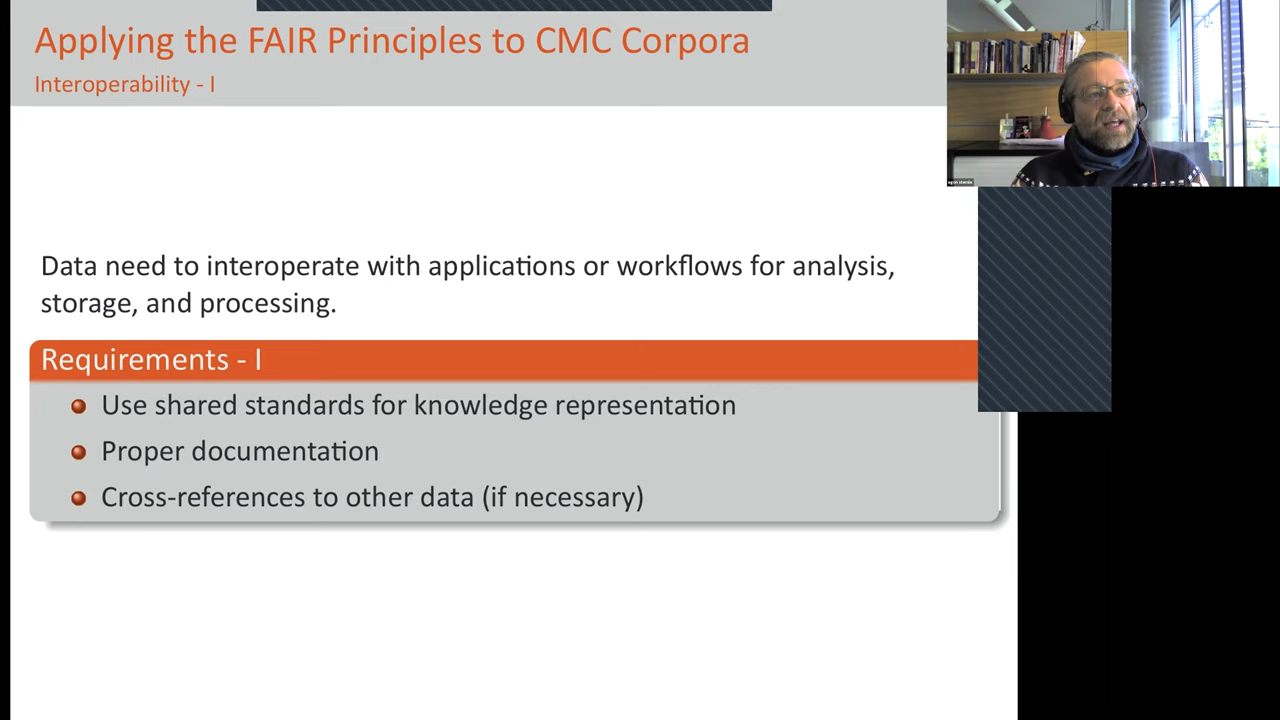 Applying the FAIR Principles to CMC Corpora
Interoperability - I
Data need to interoperate with applications or workflows for analysis,
storage, and processing.
Requirements - I
Use shared standards for knowledge representation
Proper documentation
Cross-references to other data (if necessary)